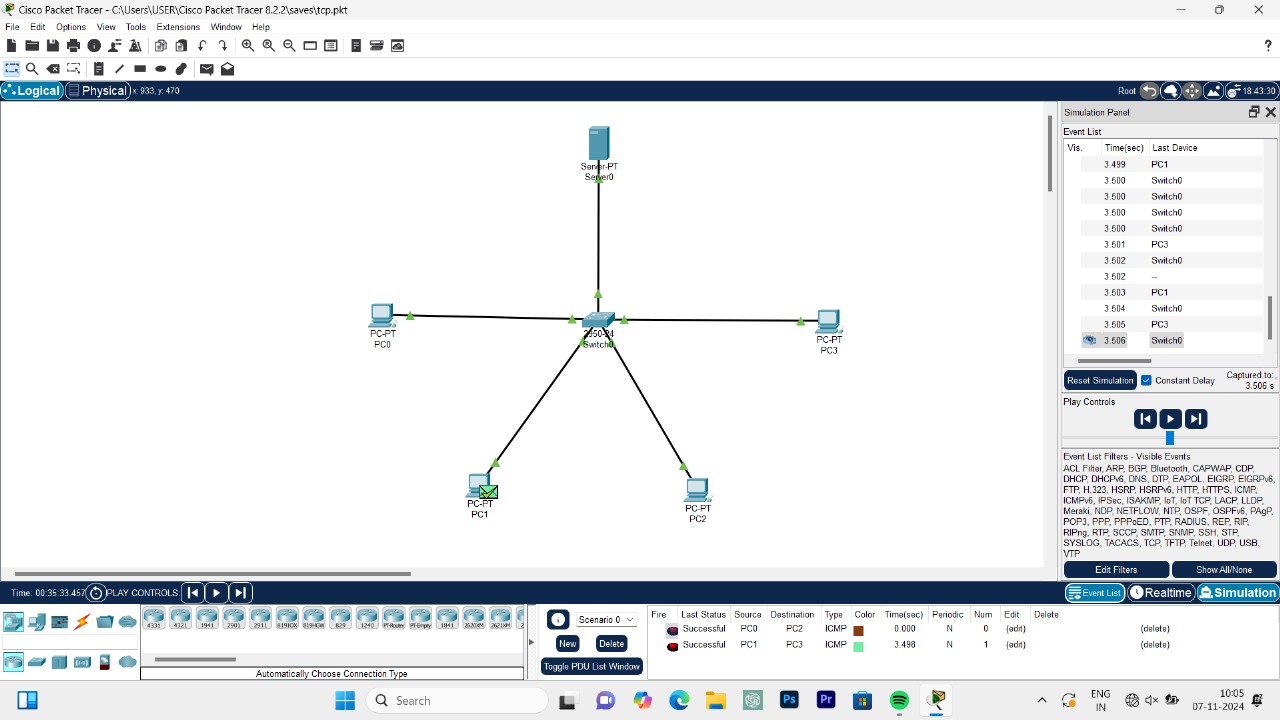 Cisco Packet Tracer - C:\Users\USER\Cisco Packet Tracer 8.2.2\saves\tcp.pkt
File Edit Options View Tools Extensions Window Help
?
Logical Physical x: 933, y: 470
Root 18:43:30
Simulation Panel
Event List
Vis. Time(sec) Last Device
3.499 PC1
3.500 Switch0
3.500 Switch0
3.500 Switch0
3.500 Switch0
3.501 PC3
3.502 Switch0
3.502 --
3.503 PC1
3.504 Switch0
3.505 PC3
3.506 Switch0
Reset Simulation Constant Delay Captured to:
3.506 s
Play Controls
Event List Filters - Visible Events
ACL Filter, ARP, BGP, Bluetooth, CAPWAP, CDP,
DHCP, DHCPv6, DNS, DTP, EAPOL, EIGRP, EIGRPv6,
FTP, H.323, HSRP, HSRPv6, HTTP, HTTPS, ICMP,
ICMPv6, IPSec, ISAKMP, IoT, IoT TCP, LACP, LLDP,
Meraki, NDP, NETFLOW, NTP, OSPF, OSPFv6, PAgP,
POP3, PPP, PPPoED, PTP, RADIUS, REP, RIP,
RIPng, RTP, SCCP, SMTP, SNMP, SSH, STP,
SYSLOG, TACACS, TCP, TFTP, Telnet, UDP, USB,
VTP
Edit Filters Show All/None
Server-PT
Server0
PC-PT
PC0
2950-24
Switch0
PC-PT
PC3
PC-PT
PC1
PC-PT
PC2
Time: 00:35:33.457 PLAY CONTROLS:
Event List Realtime Simulation
4331 4321 1941 2901 2911 819IOX 819HGW 829 1240 PT-Router PT-Empty 1841 2620XM 2621XM 2
Automatically Choose Connection Type
Scenario 0
New Delete
Toggle PDU List Window
Fire Last Status Source Destination Type Color Time(sec) Periodic Num Edit Delete
Successful PC0 PC2 ICMP 0.000 N 0 (edit) (delete)
Successful PC1 PC3 ICMP 3.498 N 1 (edit) (delete)
Search
Ps
Pr
ENG
IN
10:05
07-11-2024